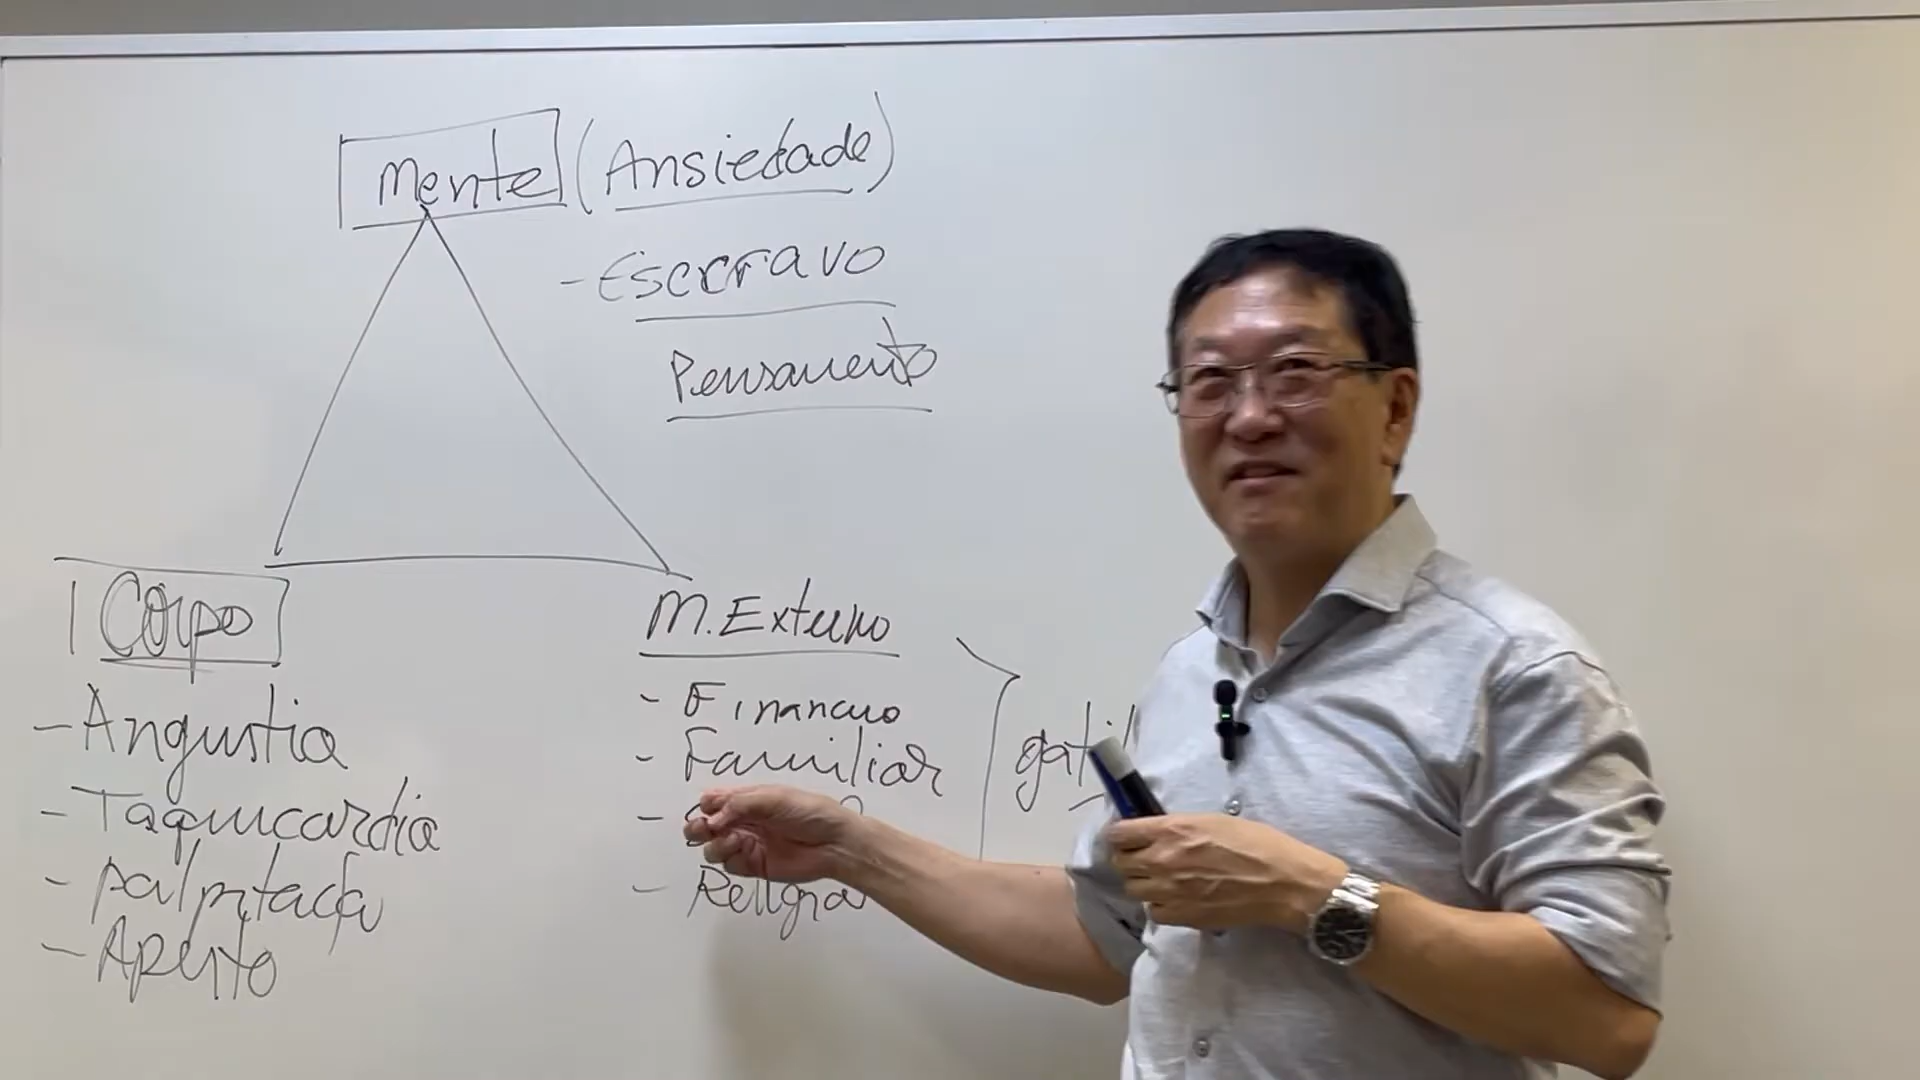 Mente (Ansiedade)
- Escravo
Pensamento
Corpo
- Angustia
- Taquicardia
- palpitação
- Aperto
M. Externo
- Financeiro
- Familiar
-
- Religião